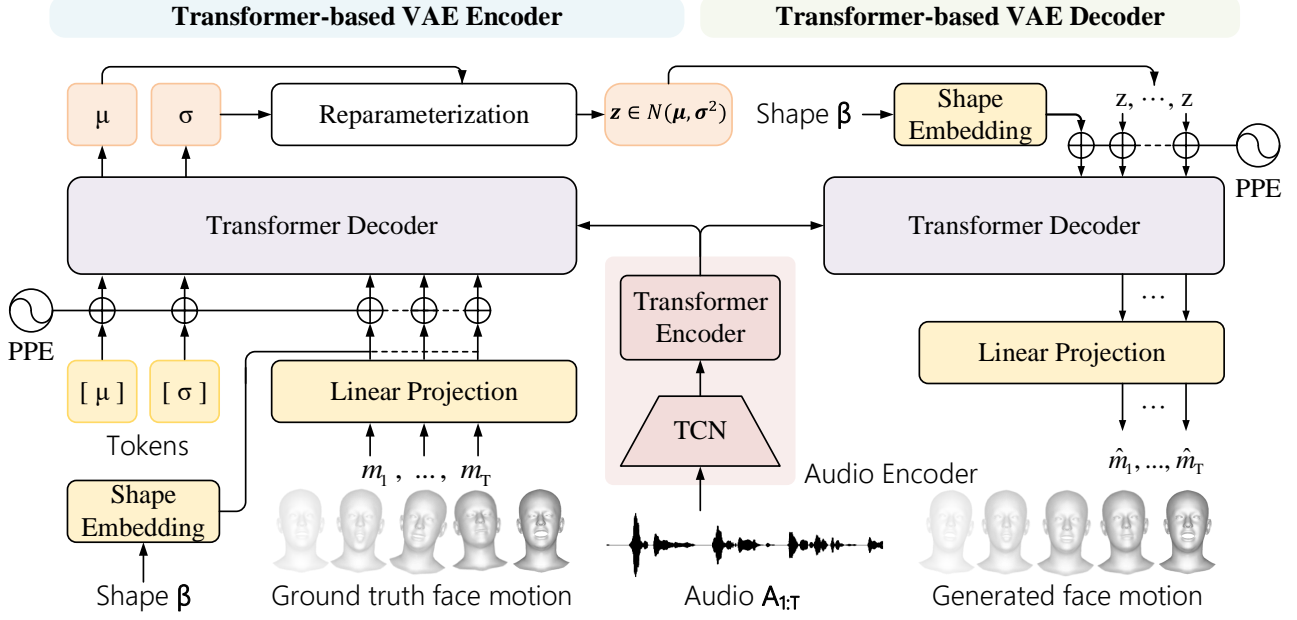 Transformer-based VAE Encoder
Transformer-based VAE Decoder
μ
σ
Reparameterization
z ∈ N(μ, σ²)
Shape β
Shape
Embedding
z, ⋯, z
PPE
Transformer Decoder
Transformer Decoder
PPE
Transformer
Encoder
...
Linear Projection
[ μ ]
[ σ ]
Tokens
Linear Projection
TCN
...
m₁ , ..., m_T
Audio Encoder
m̂₁, ..., m̂_T
Shape
Embedding
Shape β
Ground truth face motion
Audio A₁:T
Generated face motion